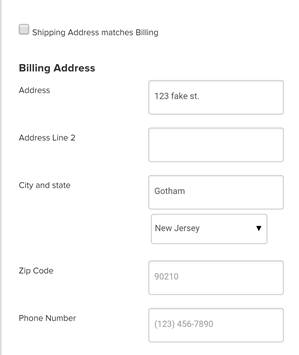 Shipping Address matches Billing
Billing Address
Address
123 fake st.
Address Line 2
City and state
Gotham
New Jersey
Zip Code
90210
Phone Number
(123) 456-7890